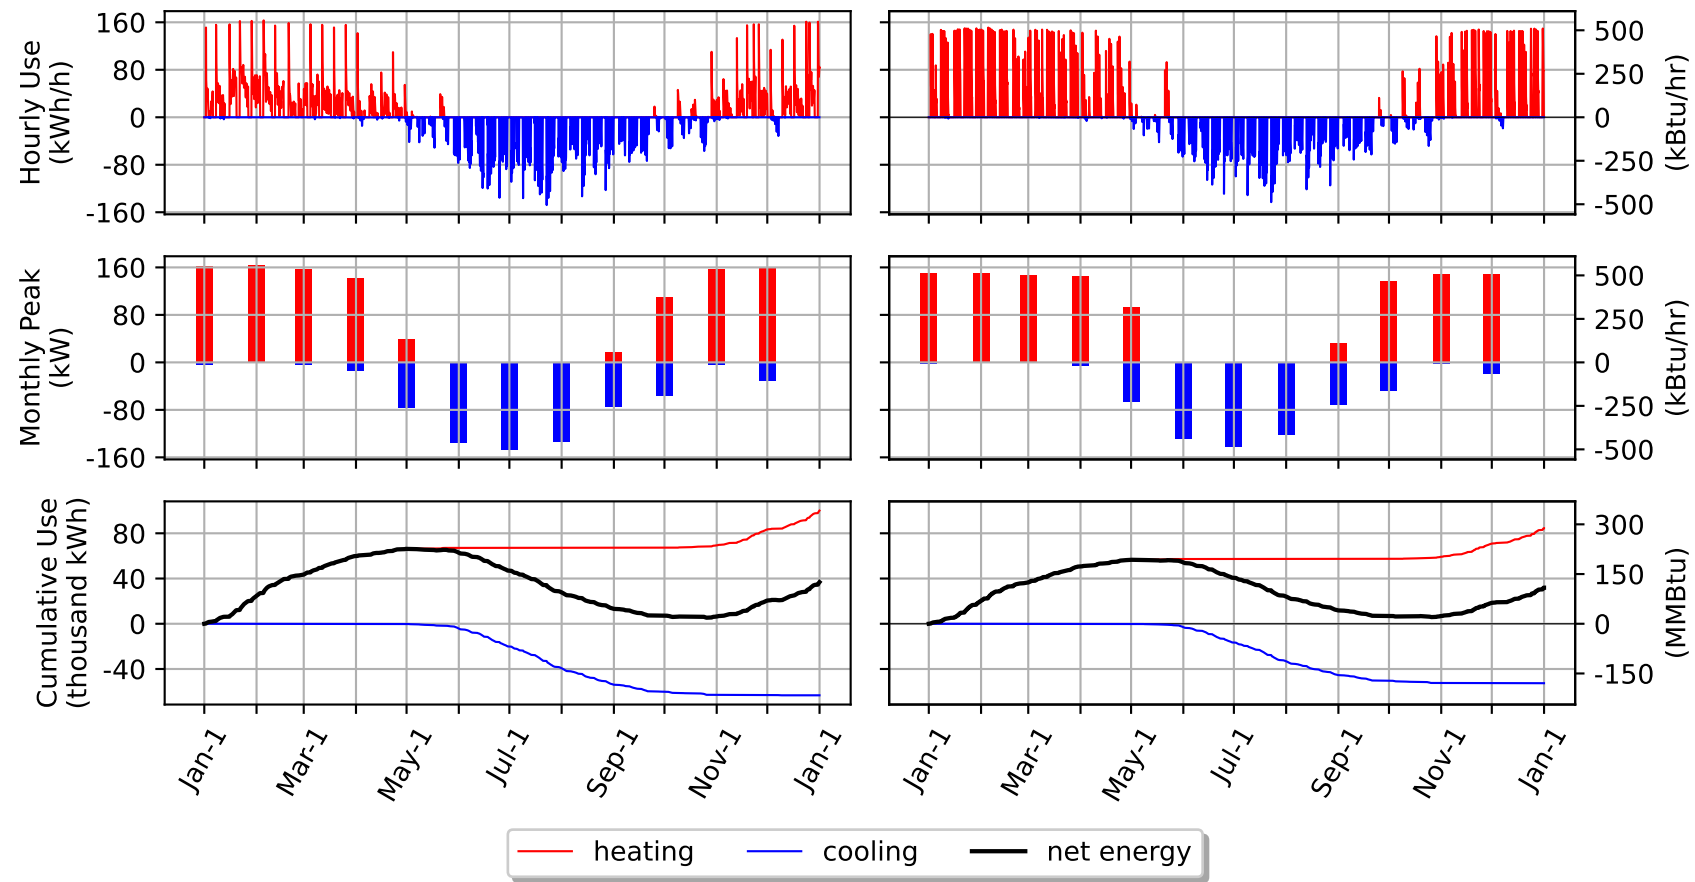 Hourly Use
(kWh/h)
160
80
0
-80
-160
500
250
0
-250
-500
(kBtu/hr)
Monthly Peak
(kW)
160
80
0
-80
-160
500
250
0
-250
-500
(kBtu/hr)
Cumulative Use
(thousand kWh)
80
40
0
-40
300
150
0
-150
(MMBtu)
Jan-1
Mar-1
May-1
Jul-1
Sep-1
Nov-1
Jan-1
Jan-1
Mar-1
May-1
Jul-1
Sep-1
Nov-1
Jan-1
heating
cooling
net energy